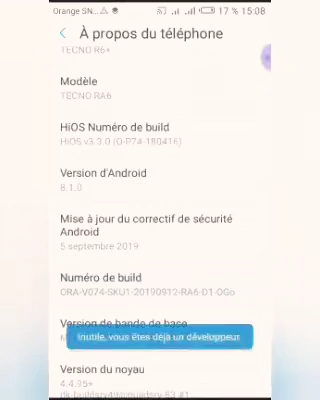 Orange SN... 17 % 15:08
À propos du téléphone
TECNO R6+
Modèle
TECNO RA6
HiOS Numéro de build
HiOS v3.3.0 (O-P74-180416)
Version d'Android
8.1.0
Mise à jour du correctif de sécurité
Android
5 septembre 2019
Numéro de build
ORA-V074-SKU1-20190912-RA6-D1-OGo
Version de bande de base
Inutile, vous êtes déjà un développeur
Version du noyau
4.4.95+